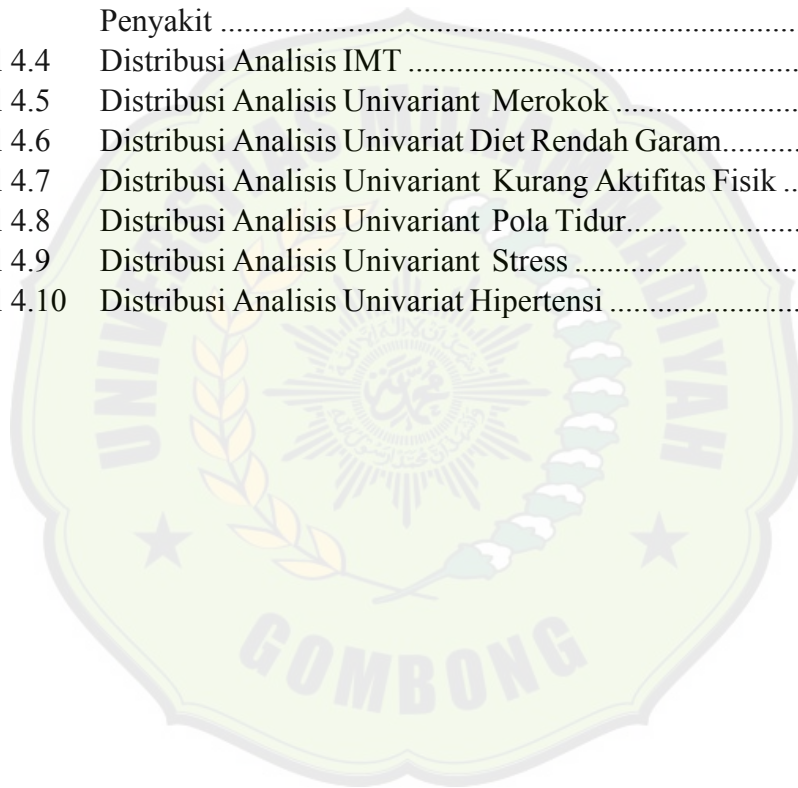 Penyakit ....................................................................................
l 4.4 Distribusi Analisis IMT .........................................................
l 4.5 Distribusi Analisis Univariant Merokok ..........................
l 4.6 Distribusi Analisis Univariat Diet Rendah Garam...........
l 4.7 Distribusi Analisis Univariant Kurang Aktifitas Fisik ..
l 4.8 Distribusi Analisis Univariant Pola Tidur.........................
l 4.9 Distribusi Analisis Univariant Stress ................................
l 4.10 Distribusi Analisis Univariat Hipertensi ...........................
UNIVERSITAS MUHAMMADIYAH
GOMBONG